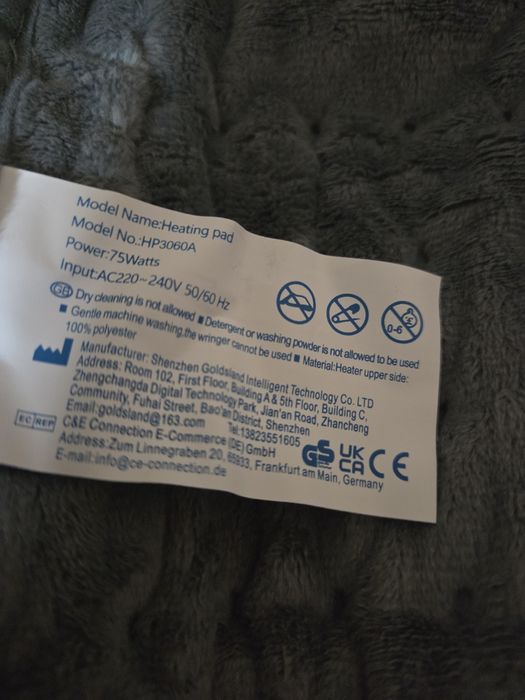 Model Name:Heating pad
Model No.:HP3060A
Power:75Watts
Input:AC220~240V 50/60 Hz
0-6
GB Dry cleaning is not allowed ■ Detergent or washing powder is not allowed to be used
■ Gentle machine washing,the wringer cannot be used ■ Material:Heater upper side:
100% polyester
Manufacturer: Shenzhen Goldsland Intelligent Technology Co. LTD
Address: Room 102, First Floor, Building A & 5th Floor, Building C,
Zhengchangda Digital Technology Park, Jian'an Road, Zhancheng
Community, Fuhai Street, Bao'an District, Shenzhen
Email:goldsland@163.com Tel:13823551605
EC REP C&E Connection E-Commerce (DE) GmbH
Address:Zum Linnegraben 20, 65933, Frankfurt am Main, Germany
E-mail:info@ce-connection.de
GS UK CA CE